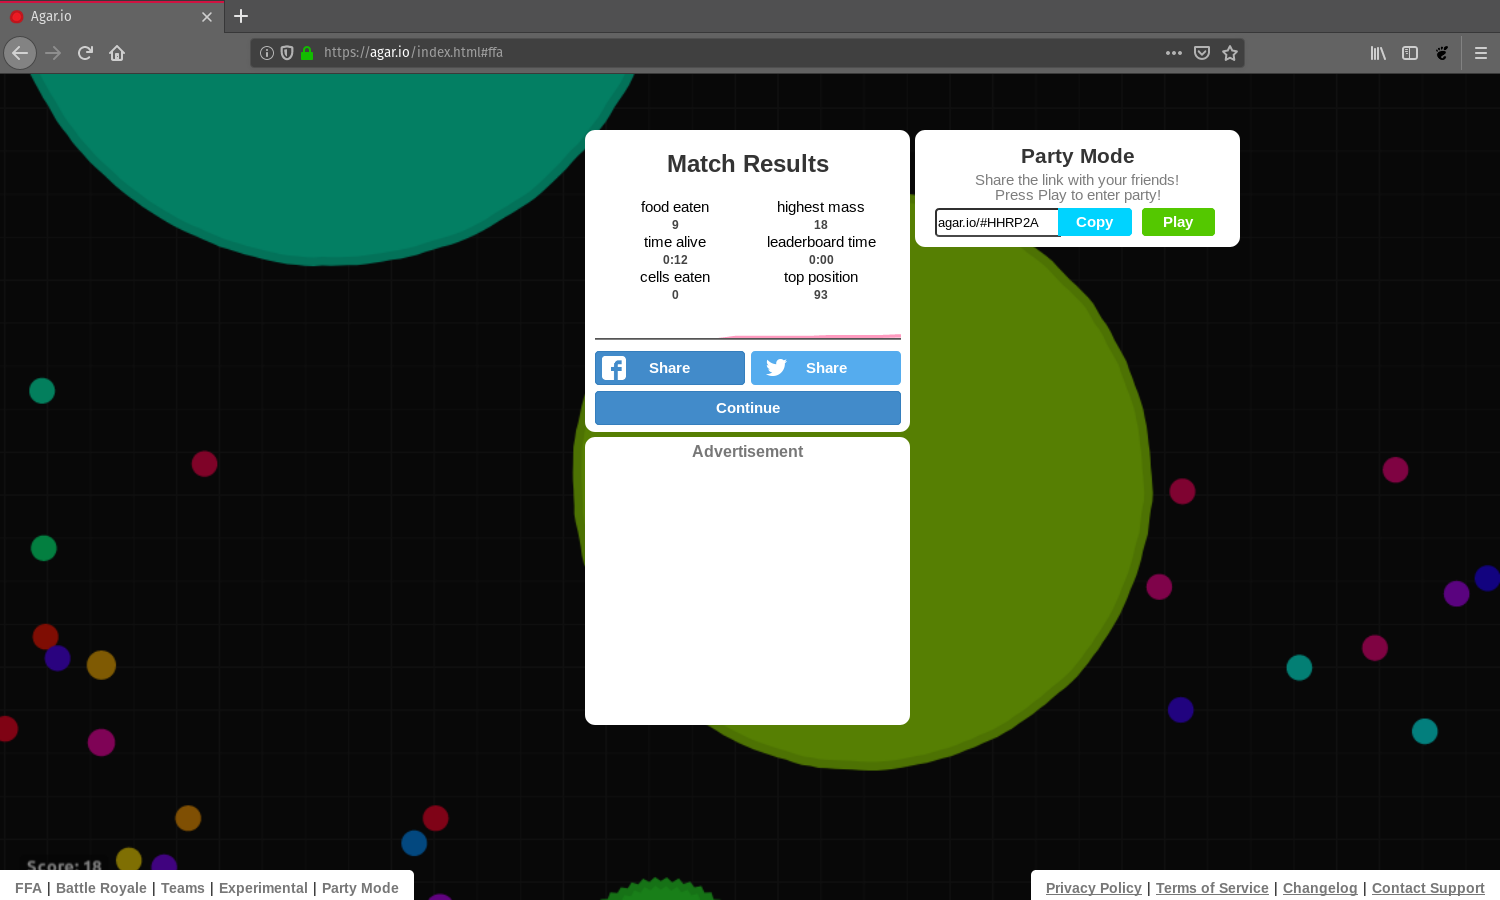 Agar.io
https://agar.io/index.html#ffa
Match Results
food eaten
9
highest mass
18
time alive
0:12
leaderboard time
0:00
cells eaten
0
top position
93
Share
Share
Continue
Advertisement
Party Mode
Share the link with your friends!
Press Play to enter party!
agar.io/#HHRP2A
Copy
Play
Score: 18
FFA | Battle Royale | Teams | Experimental | Party Mode
Privacy Policy | Terms of Service | Changelog | Contact Support